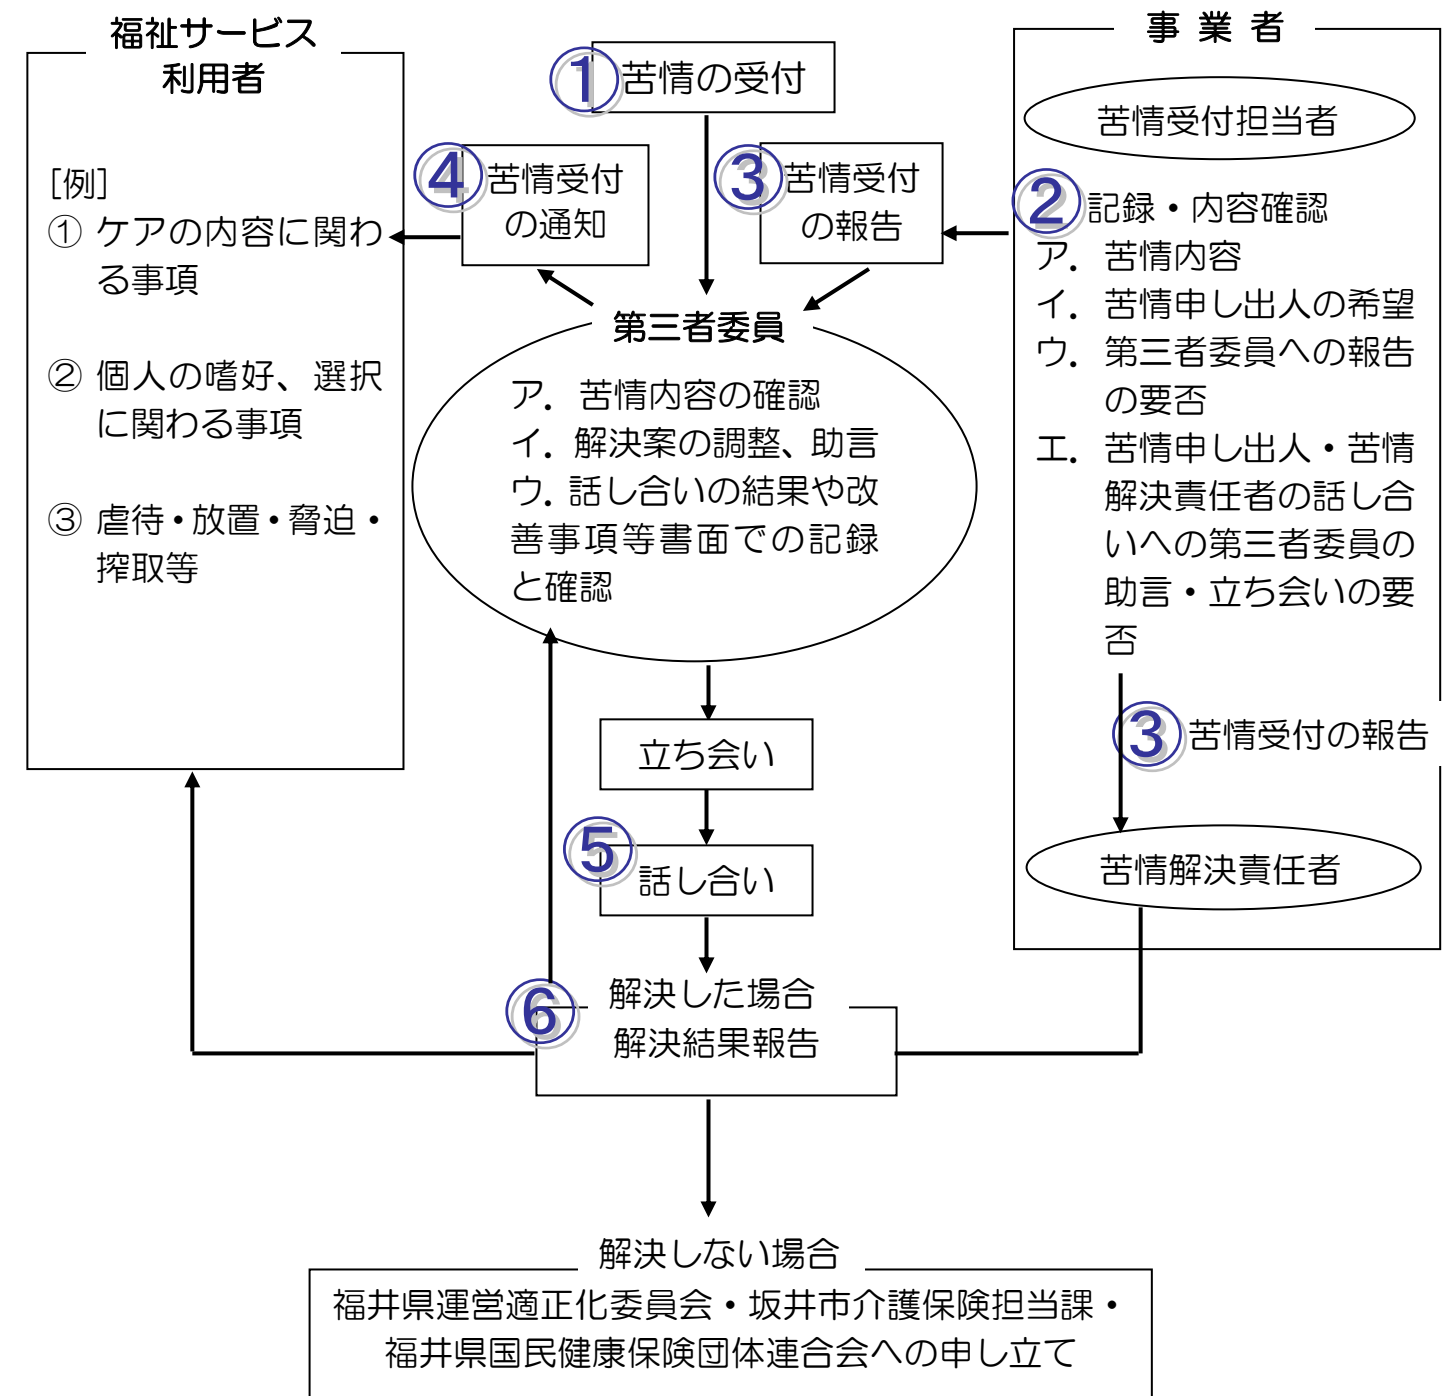 福祉サービス
利用者
[例]
① ケアの内容に関わ
る事項
② 個人の嗜好、選択
に関わる事項
③ 虐待・放置・脅迫・
搾取等
① 苦情の受付
④ 苦情受付
の通知
③ 苦情受付
の報告
第三者委員
ア．苦情内容の確認
イ．解決案の調整、助言
ウ．話し合いの結果や改
善事項等書面での記録
と確認
立ち会い
⑤ 話し合い
⑥ 解決した場合
解決結果報告
事 業 者
苦情受付担当者
② 記録・内容確認
ア．苦情内容
イ．苦情申し出人の希望
ウ．第三者委員への報告
の要否
エ．苦情申し出人・苦情
解決責任者の話し合
いへの第三者委員の
助言・立ち会いの要
否
③ 苦情受付の報告
苦情解決責任者
解決しない場合
福井県運営適正化委員会・坂井市介護保険担当課・
福井県国民健康保険団体連合会への申し立て